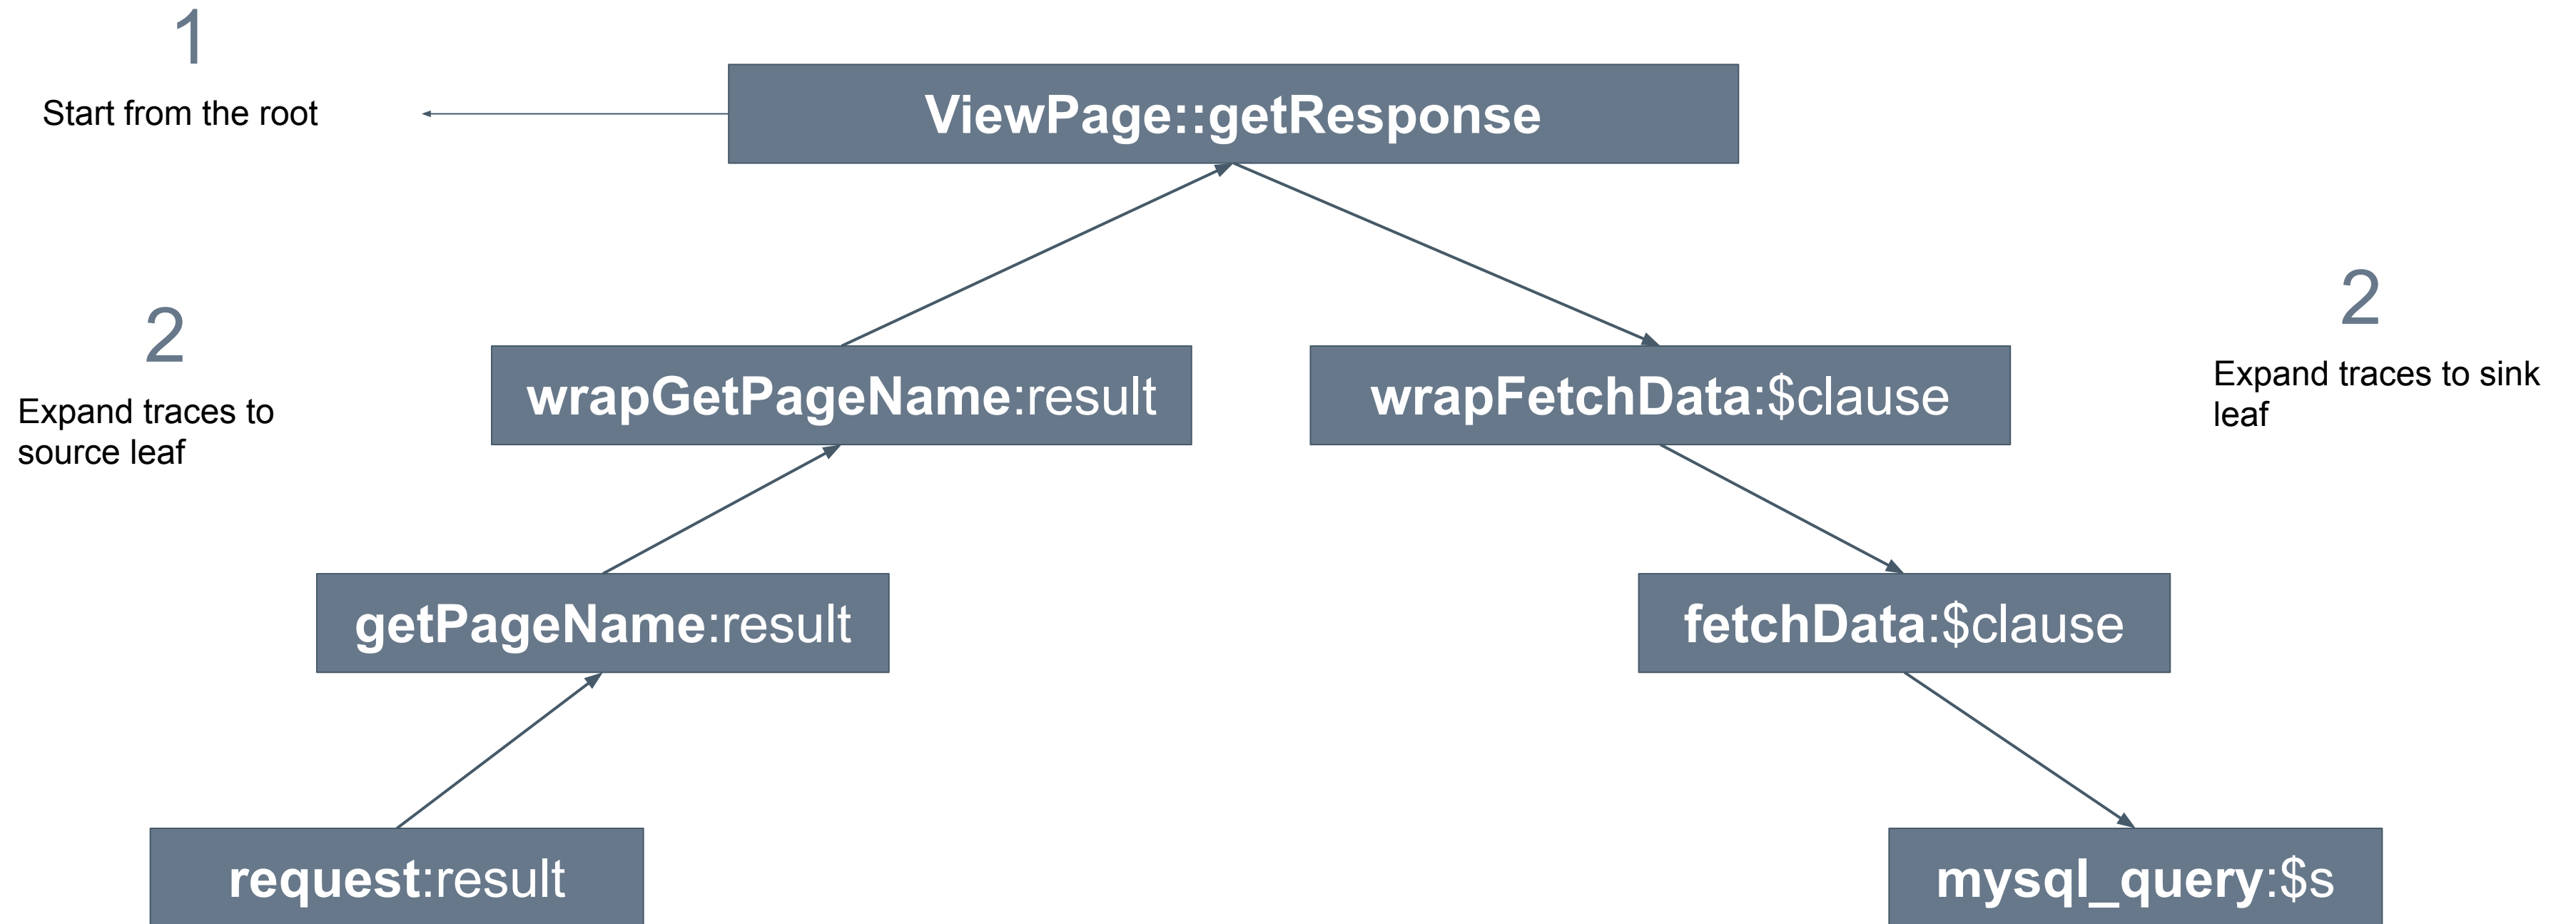 1
Start from the root
ViewPage::getResponse
2
Expand traces to
source leaf
wrapGetPageName:result
wrapFetchData:$clause
2
Expand traces to sink
leaf
getPageName:result
fetchData:$clause
request:result
mysql_query:$s